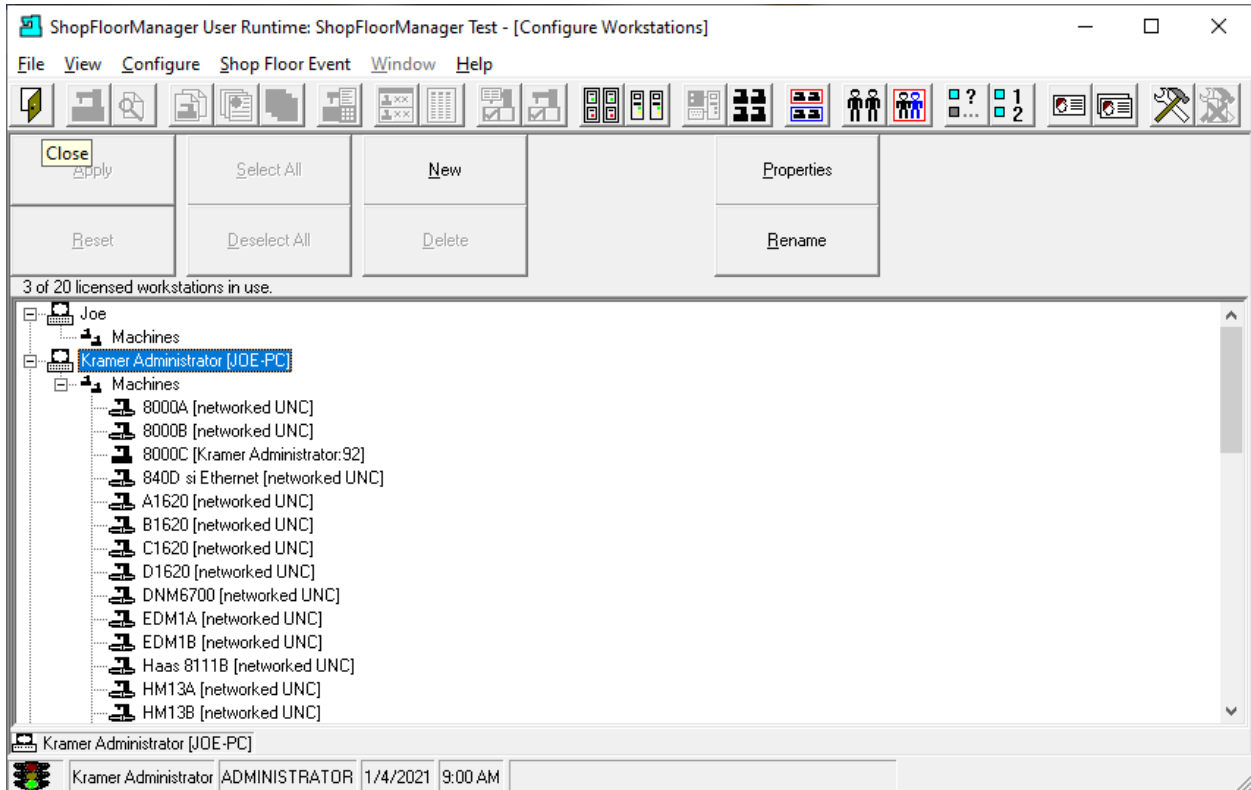 ShopFloorManager User Runtime: ShopFloorManager Test - [Configure Workstations]
File View Configure Shop Floor Event Window Help
Close
Apply Select All New Properties
Reset Deselect All Delete Rename
3 of 20 licensed workstations in use.
Joe
Machines
Kramer Administrator [JOE-PC]
Machines
8000A [networked UNC]
8000B [networked UNC]
8000C [Kramer Administrator:92]
840D si Ethernet [networked UNC]
A1620 [networked UNC]
B1620 [networked UNC]
C1620 [networked UNC]
D1620 [networked UNC]
DNM6700 [networked UNC]
EDM1A [networked UNC]
EDM1B [networked UNC]
Haas 8111B [networked UNC]
HM13A [networked UNC]
HM13B [networked UNC]
Kramer Administrator [JOE-PC]
Kramer Administrator ADMINISTRATOR 1/4/2021 9:00 AM